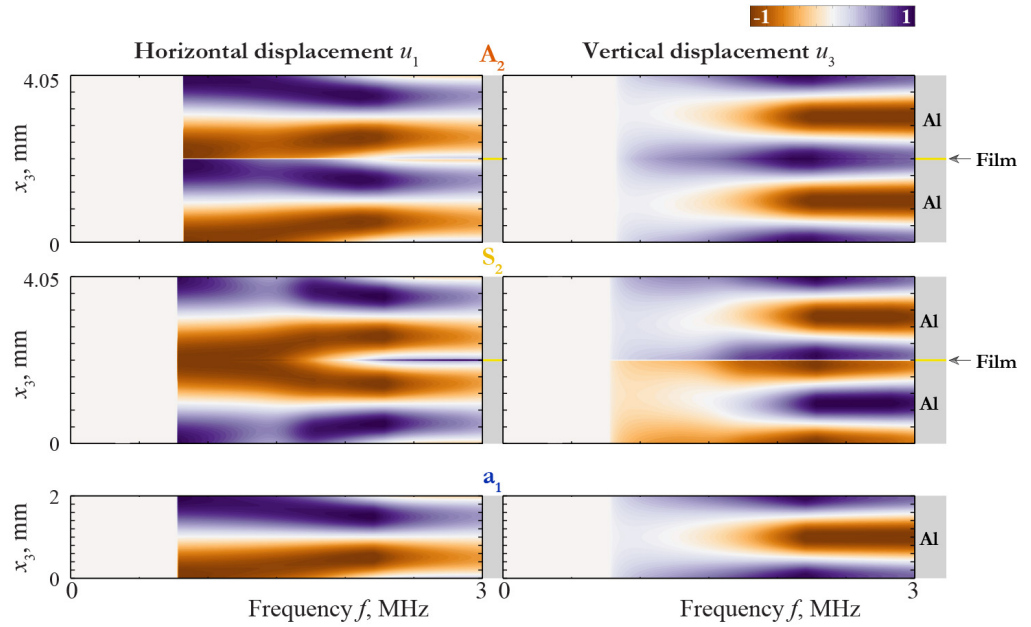 -1 1
Horizontal displacement u₁ A₂ Vertical displacement u₃
4.05
x₃, mm
0
Al
Film
Al
S₂
4.05
x₃, mm
0
Al
Film
Al
a₁
2
x₃, mm
0
Al
0 3 0 3
Frequency f, MHz Frequency f, MHz